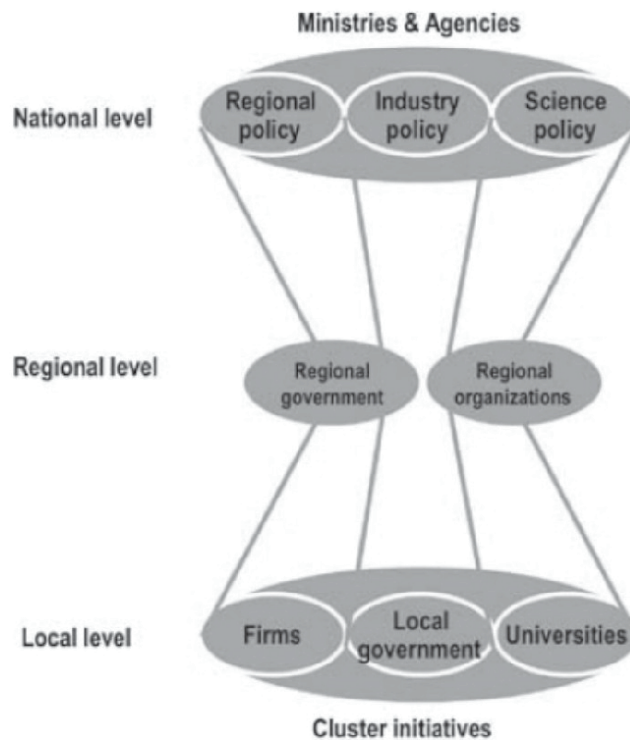 Ministries & Agencies
National level
Regional
policy
Industry
policy
Science
policy
Regional level
Regional
government
Regional
organizations
Local level
Firms
Local
government
Universities
Cluster initiatives